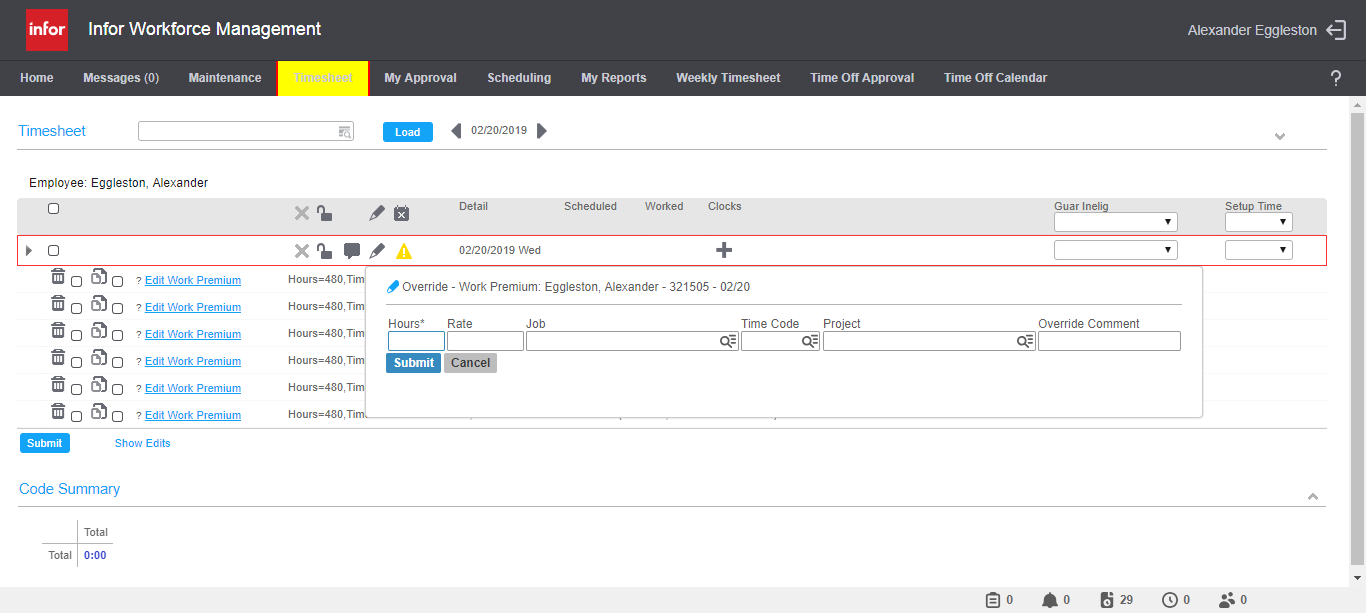 infor
Infor Workforce Management
Alexander Eggleston
Home Messages (0) Maintenance Timesheet My Approval Scheduling My Reports Weekly Timesheet Time Off Approval Time Off Calendar ?
Timesheet Load 02/20/2019
Employee: Eggleston, Alexander
Detail Scheduled Worked Clocks Guar Inelig Setup Time
02/20/2019 Wed
? Edit Work Premium Hours=480,Tim
Override - Work Premium: Eggleston, Alexander - 321505 - 02/20
? Edit Work Premium Hours=480,Tim
Hours* Rate Job Time Code Project Override Comment
? Edit Work Premium Hours=480,Tim
? Edit Work Premium Hours=480,Tim
Submit Cancel
? Edit Work Premium Hours=480,Tim
? Edit Work Premium Hours=480,Tim
Submit Show Edits
Code Summary
Total
Total 0:00
0 0 29 0 0